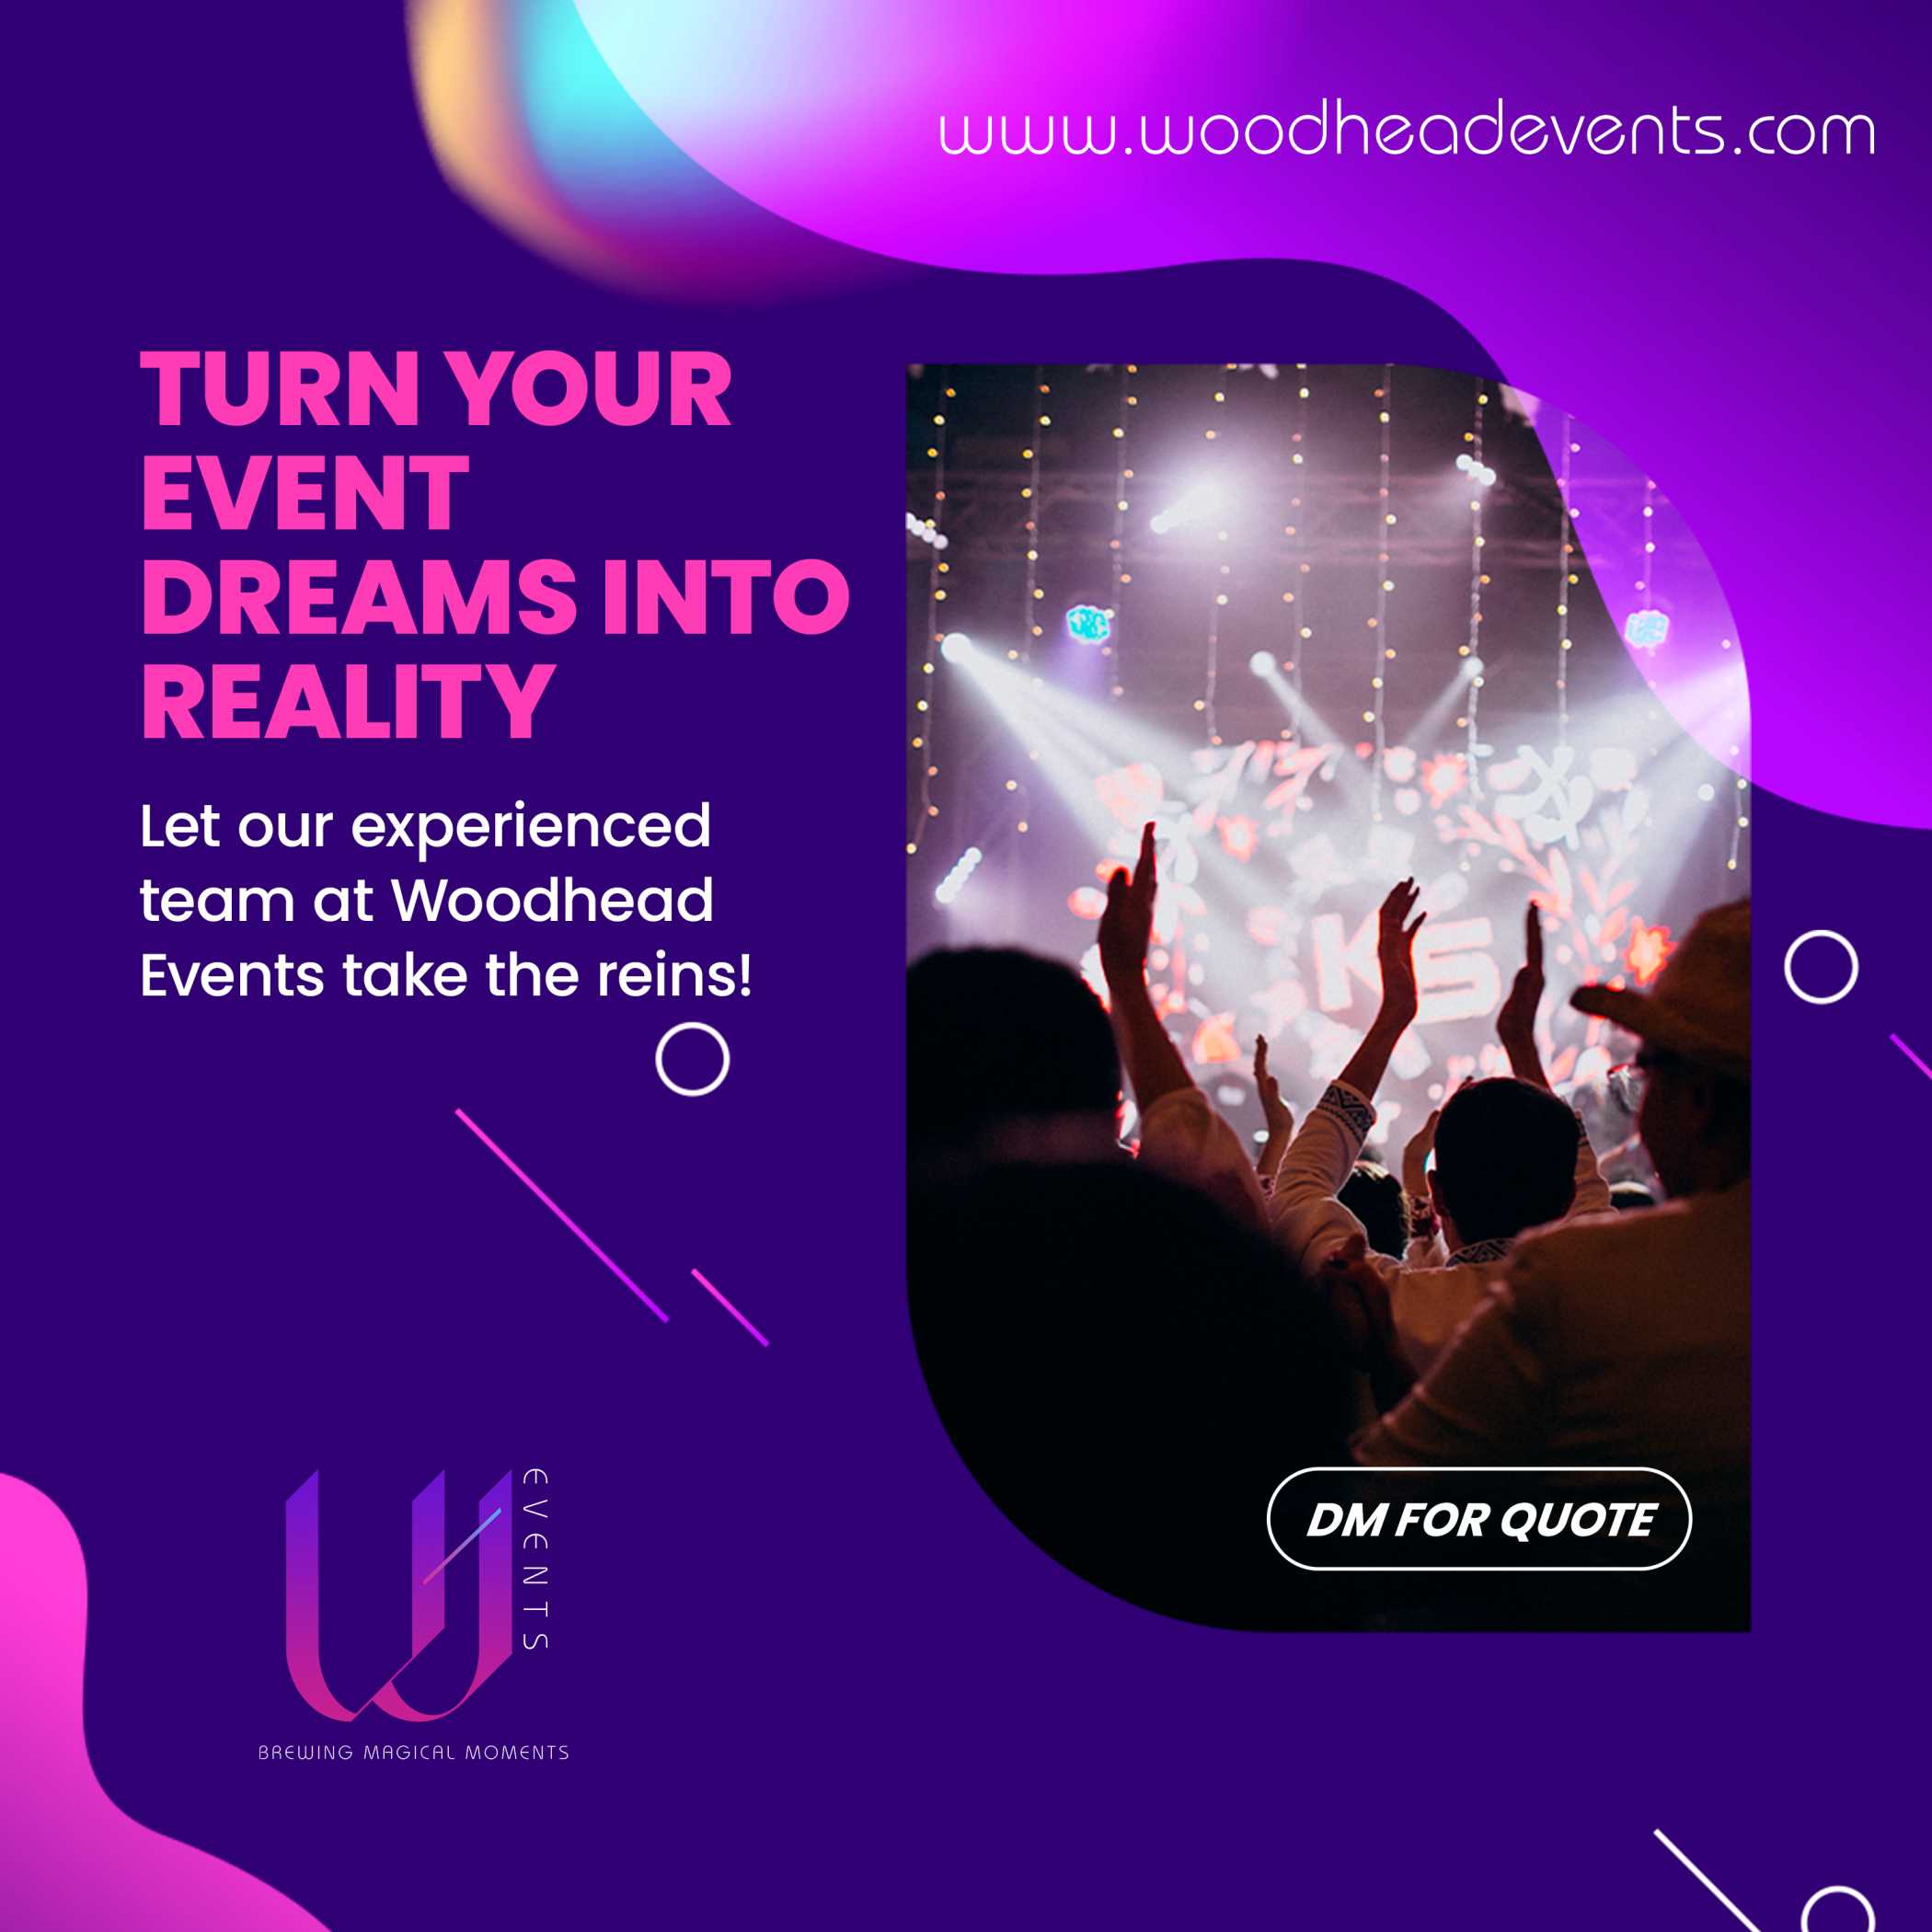 www.woodheadevents.com
TURN YOUR
EVENT
DREAMS INTO
REALITY
Let our experienced
team at Woodhead
Events take the reins!
KS
DM FOR QUOTE
W
EVENTS
BREWING MAGICAL MOMENTS